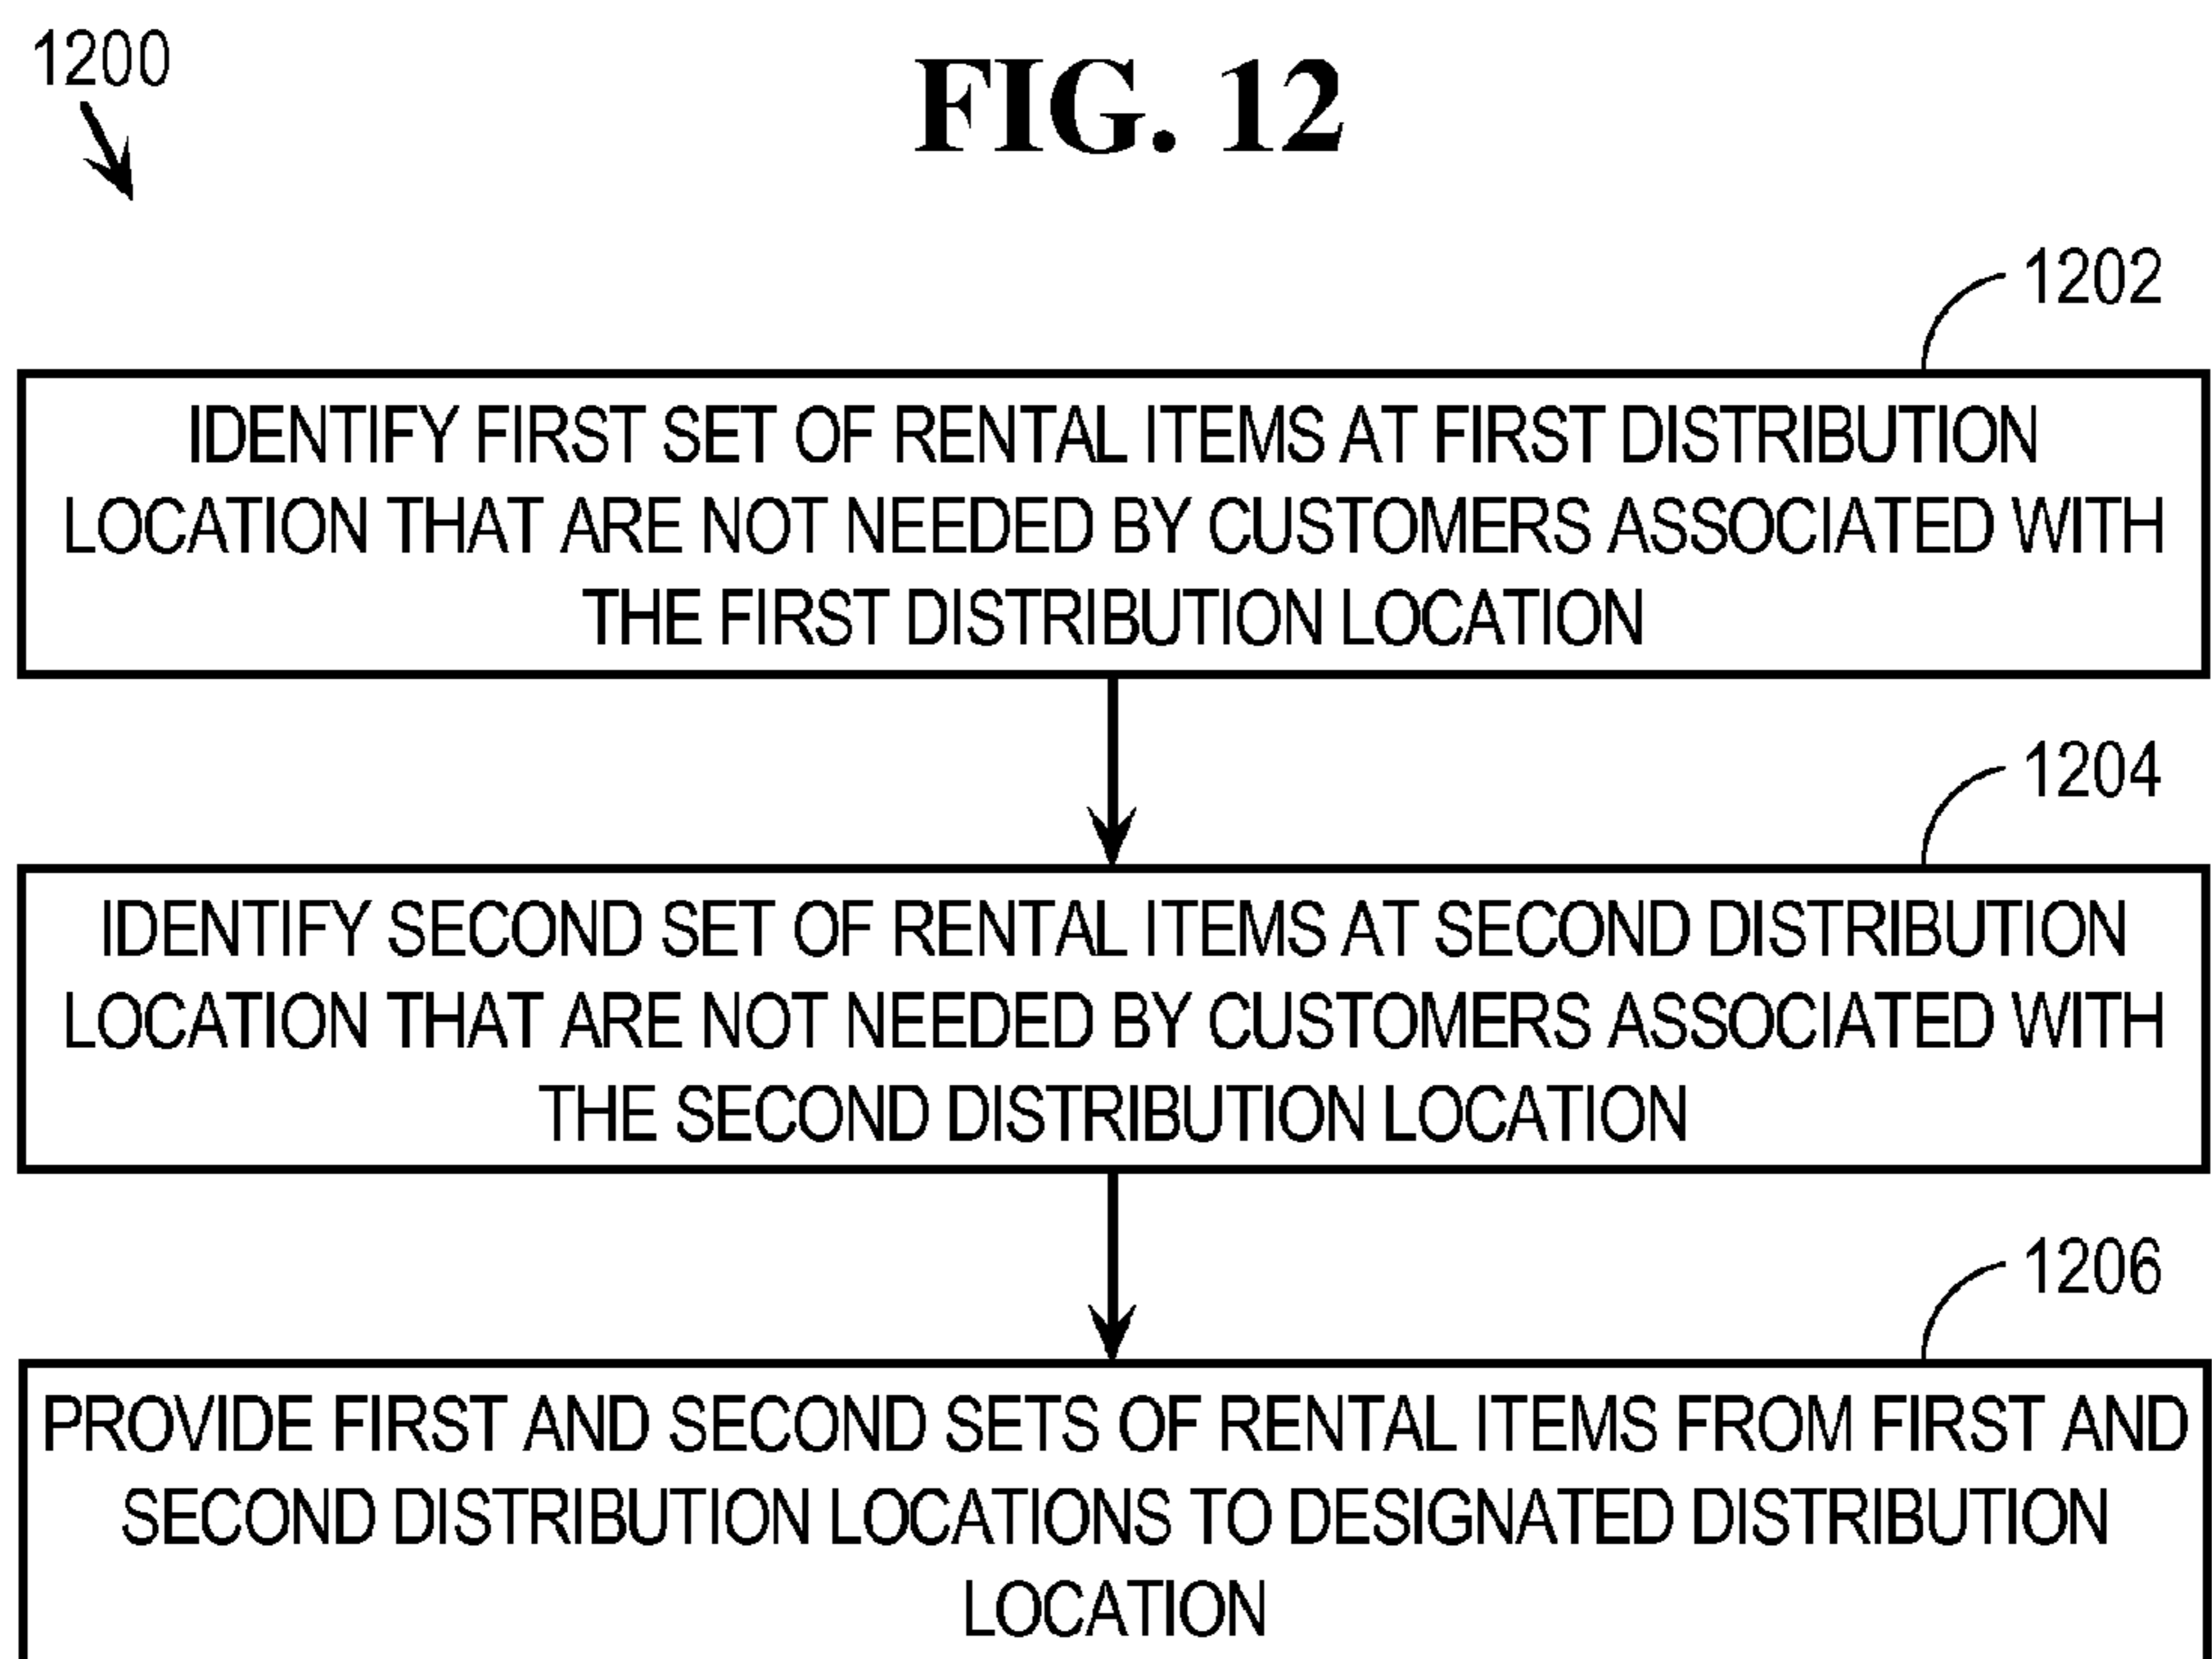 1200
FIG. 12
1202
IDENTIFY FIRST SET OF RENTAL ITEMS AT FIRST DISTRIBUTION
LOCATION THAT ARE NOT NEEDED BY CUSTOMERS ASSOCIATED WITH
THE FIRST DISTRIBUTION LOCATION
1204
IDENTIFY SECOND SET OF RENTAL ITEMS AT SECOND DISTRIBUTION
LOCATION THAT ARE NOT NEEDED BY CUSTOMERS ASSOCIATED WITH
THE SECOND DISTRIBUTION LOCATION
1206
PROVIDE FIRST AND SECOND SETS OF RENTAL ITEMS FROM FIRST AND
SECOND DISTRIBUTION LOCATIONS TO DESIGNATED DISTRIBUTION
LOCATION